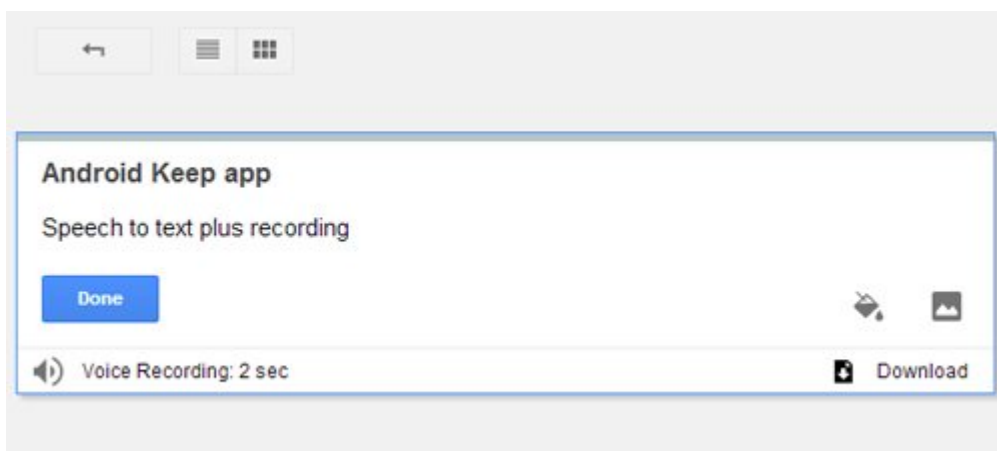 Android Keep app
Speech to text plus recording
Done
Voice Recording: 2 sec Download